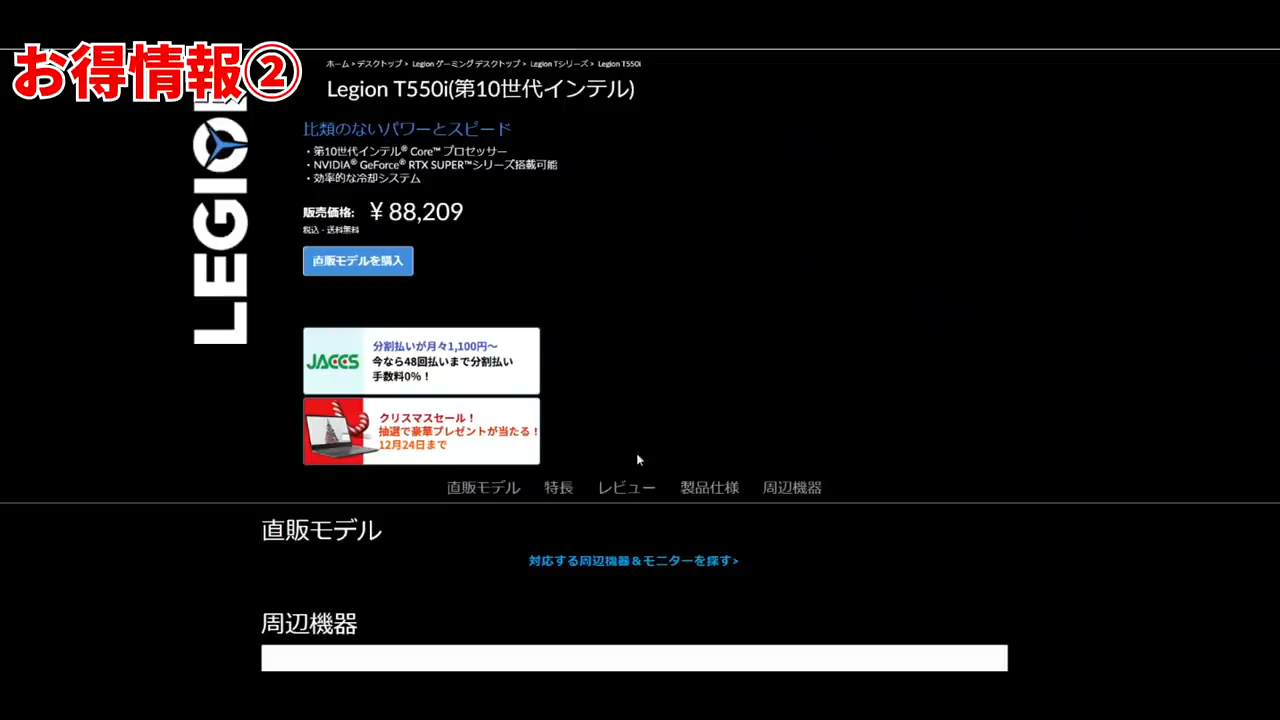 お得情報②
ホーム > デスクトップ > Legion ゲーミング デスクトップ > Legion Tシリーズ > Legion T550i
Legion T550i(第10世代インテル)
LEGION
比類のないパワーとスピード
・第10世代インテル® Core™ プロセッサー
・NVIDIA® GeForce® RTX SUPER™シリーズ搭載可能
・効率的な冷却システム
販売価格: ¥ 88,209
税込・送料無料
直販モデルを購入
JACCS
分割払いが月々1,100円～
今なら48回払いまで分割払い
手数料0%！
クリスマスセール！
抽選で豪華プレゼントが当たる！
12月24日まで
直販モデル 特長 レビュー 製品仕様 周辺機器
直販モデル
対応する周辺機器＆モニターを探す>
周辺機器